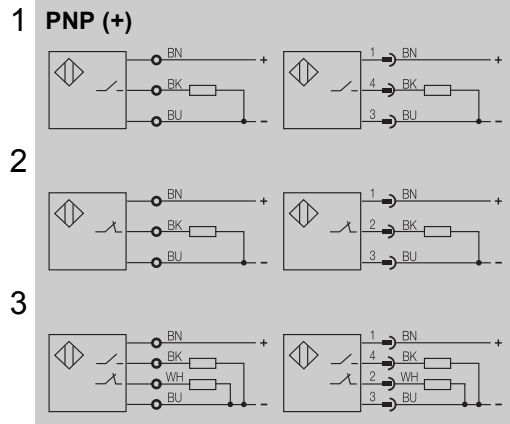 1 PNP (+)
BN + 1 BN +
BK 4 BK
BU - 3 BU -
2
BN + 1 BN +
BK 2 BK
BU - 3 BU -
3
BN + 1 BN +
BK 4 BK
WH 2 WH
BU - 3 BU -